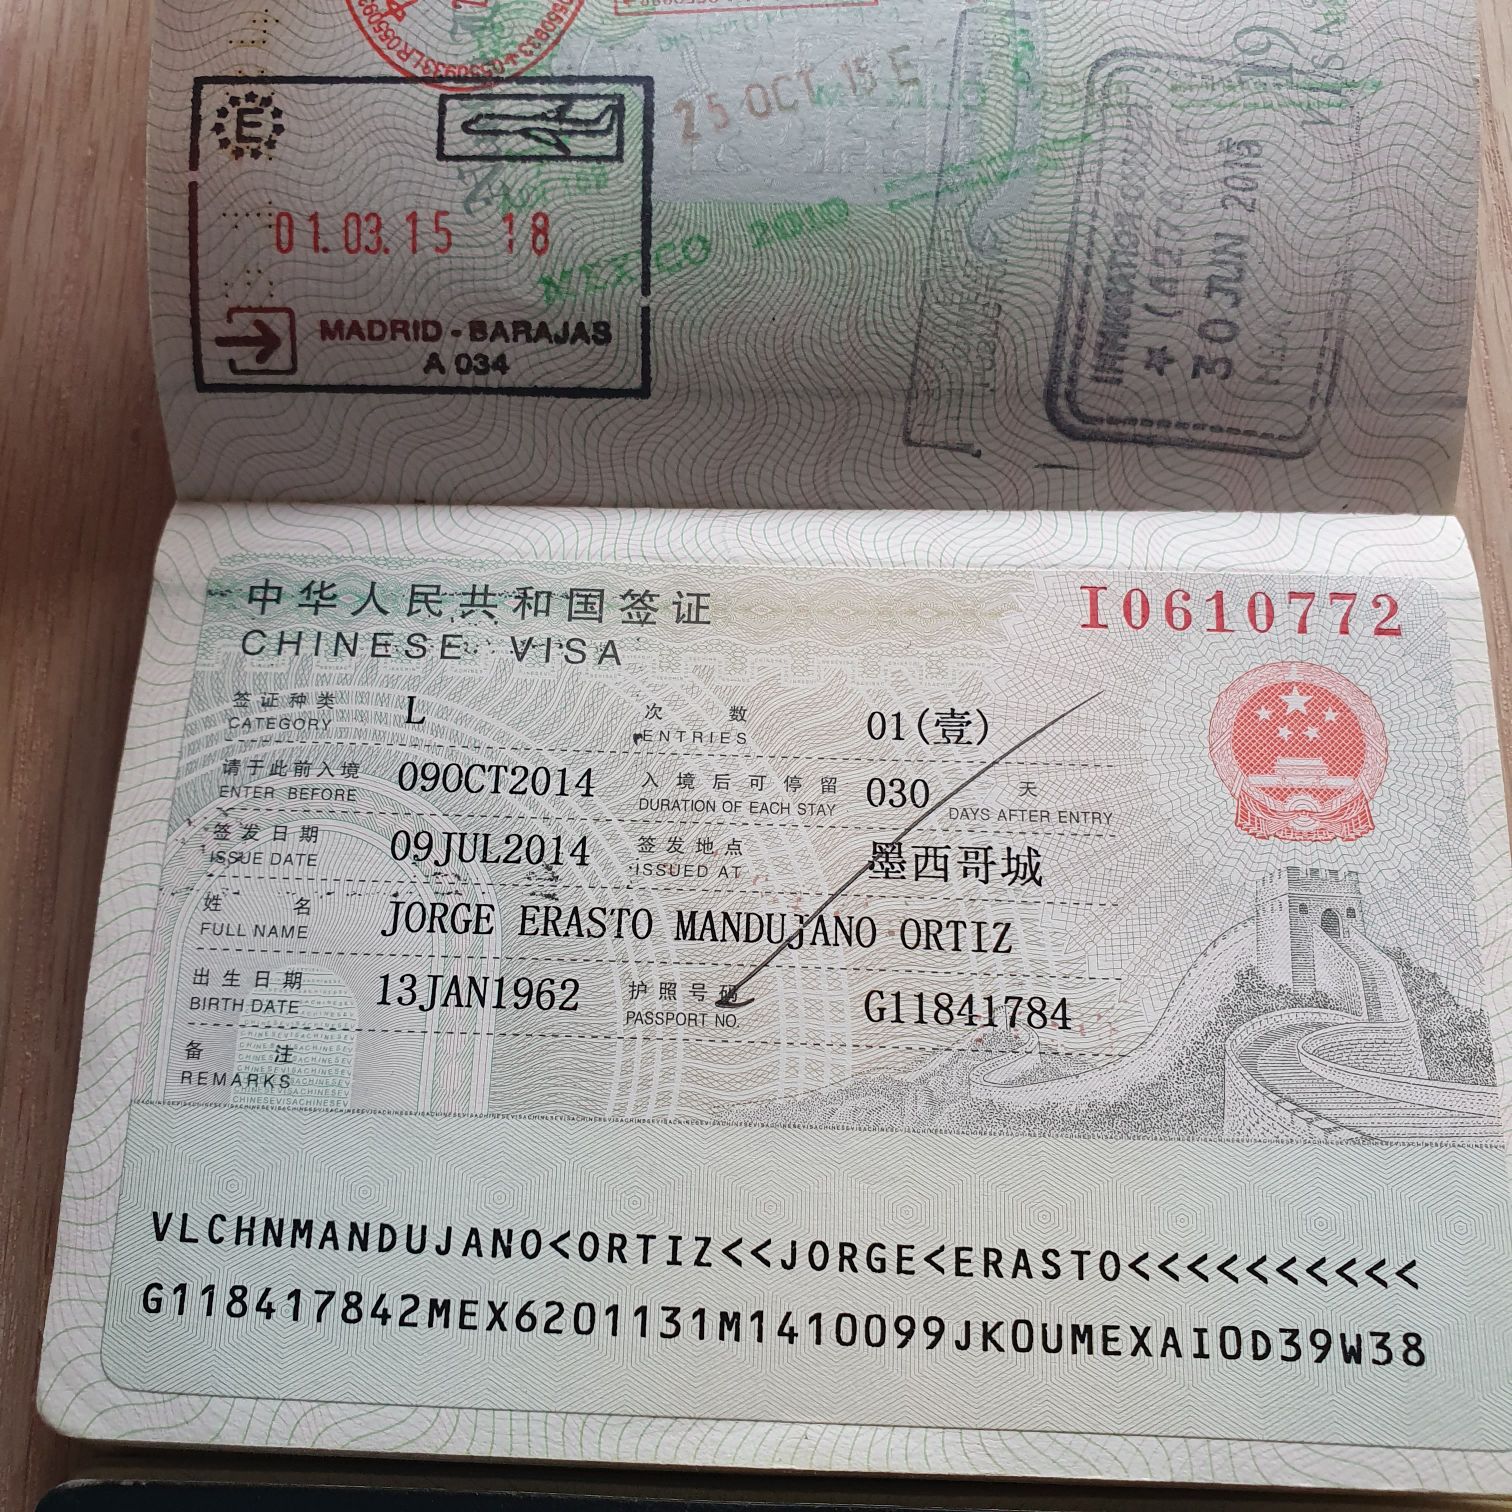 25 OCT 15 E
E
01.03.15 18
MEXICO 2010
MADRID - BARAJAS
A 034
30 JUN 2015
中华人民共和国签证
I0610772
CHINESE VISA
签证种类 L 次数 01(壹)
CATEGORY ENTRIES
请于此前入境 09OCT2014 入境后可停留 030 天
ENTER BEFORE DURATION OF EACH STAY DAYS AFTER ENTRY
签发日期 09JUL2014 签发地点 墨西哥城
ISSUE DATE ISSUED AT
姓名 JORGE ERASTO MANDUJANO ORTIZ
FULL NAME
出生日期 13JAN1962 护照号码 G11841784
BIRTH DATE PASSPORT NO.
备注
REMARKS
VLCHNMANDUJANO<ORTIZ<<JORGE<ERASTO<<<<<<<<<<
G118417842MEX6201131M1410099JK0UMEXAI0D39W38